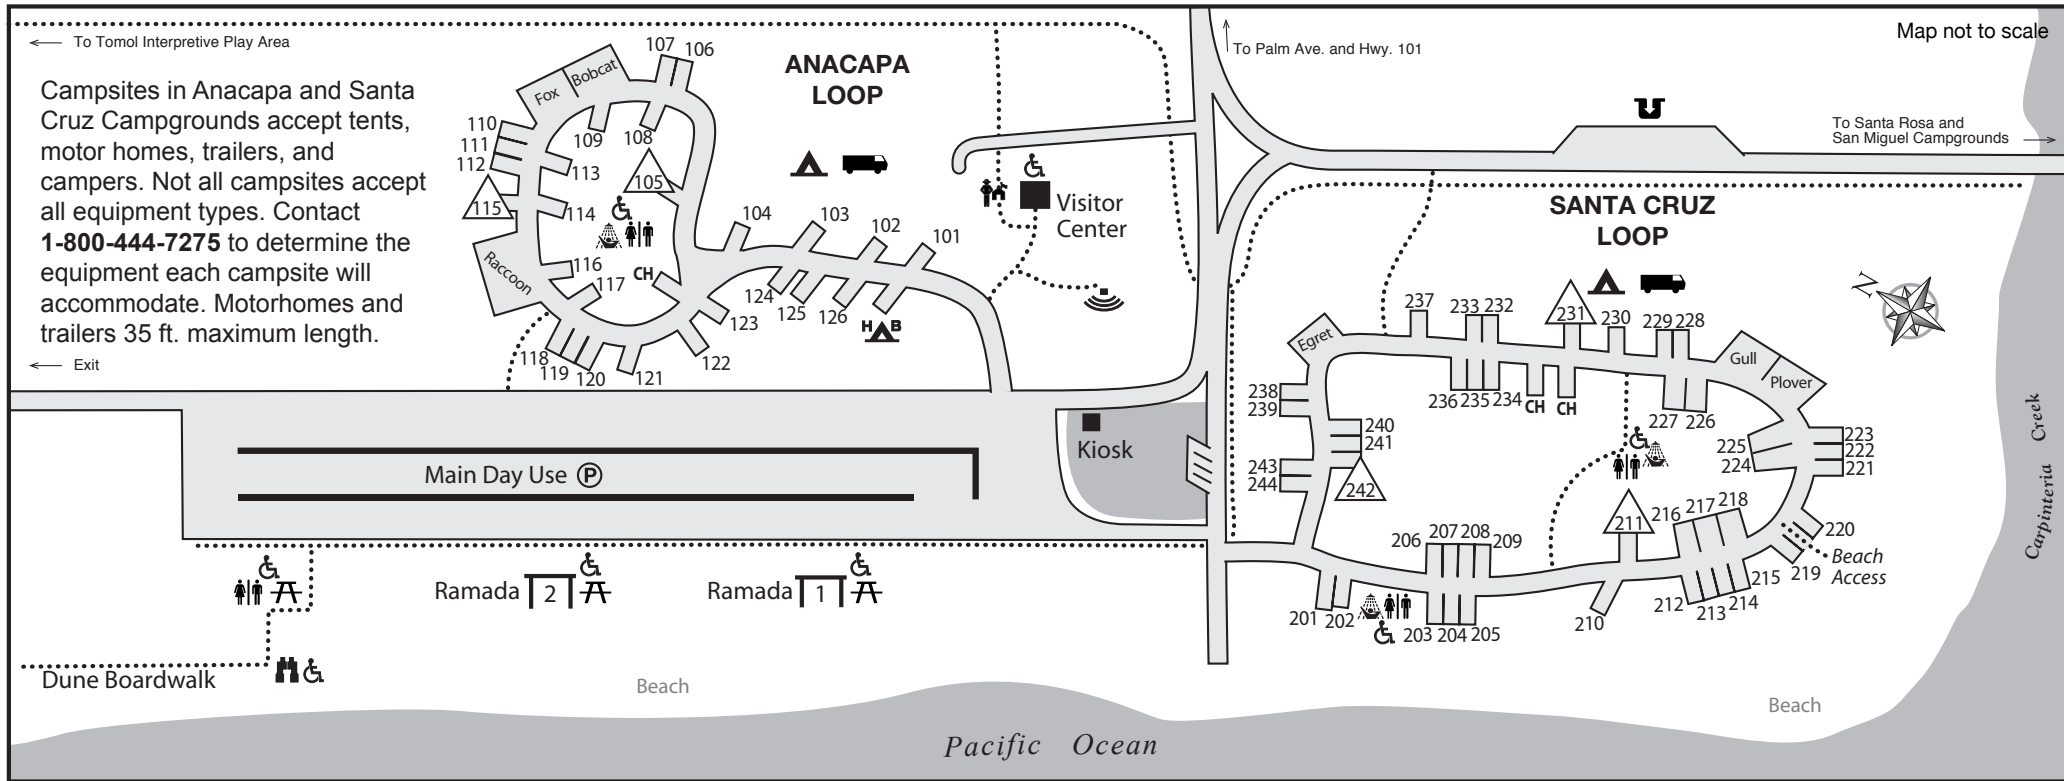 To Tomol Interpretive Play Area
Campsites in Anacapa and Santa
Cruz Campgrounds accept tents,
motor homes, trailers, and
campers. Not all campsites accept
all equipment types. Contact
1-800-444-7275 to determine the
equipment each campsite will
accommodate. Motorhomes and
trailers 35 ft. maximum length.
Exit
ANACAPA
LOOP
107
106
Bobcat
Fox
110
111
112
109
108
113
105
115
114
Raccoon
116
117
CH
104
103
102
101
124
125
126
H B
123
122
118
119
120
121
Visitor
Center
To Palm Ave. and Hwy. 101
Map not to scale
To Santa Rosa and
San Miguel Campgrounds
SANTA CRUZ
LOOP
N
Egret
237
233
232
231
230
229
228
Gull
Plover
236
235
234
CH
CH
227
226
238
239
240
241
243
244
242
225
224
223
222
221
206
207
208
209
211
216
217
218
220
Beach
Access
219
201
202
203
204
205
210
212
213
214
215
Kiosk
Main Day Use P
Ramada 2
Ramada 1
Dune Boardwalk
Beach
Beach
Pacific Ocean
Carpinteria Creek